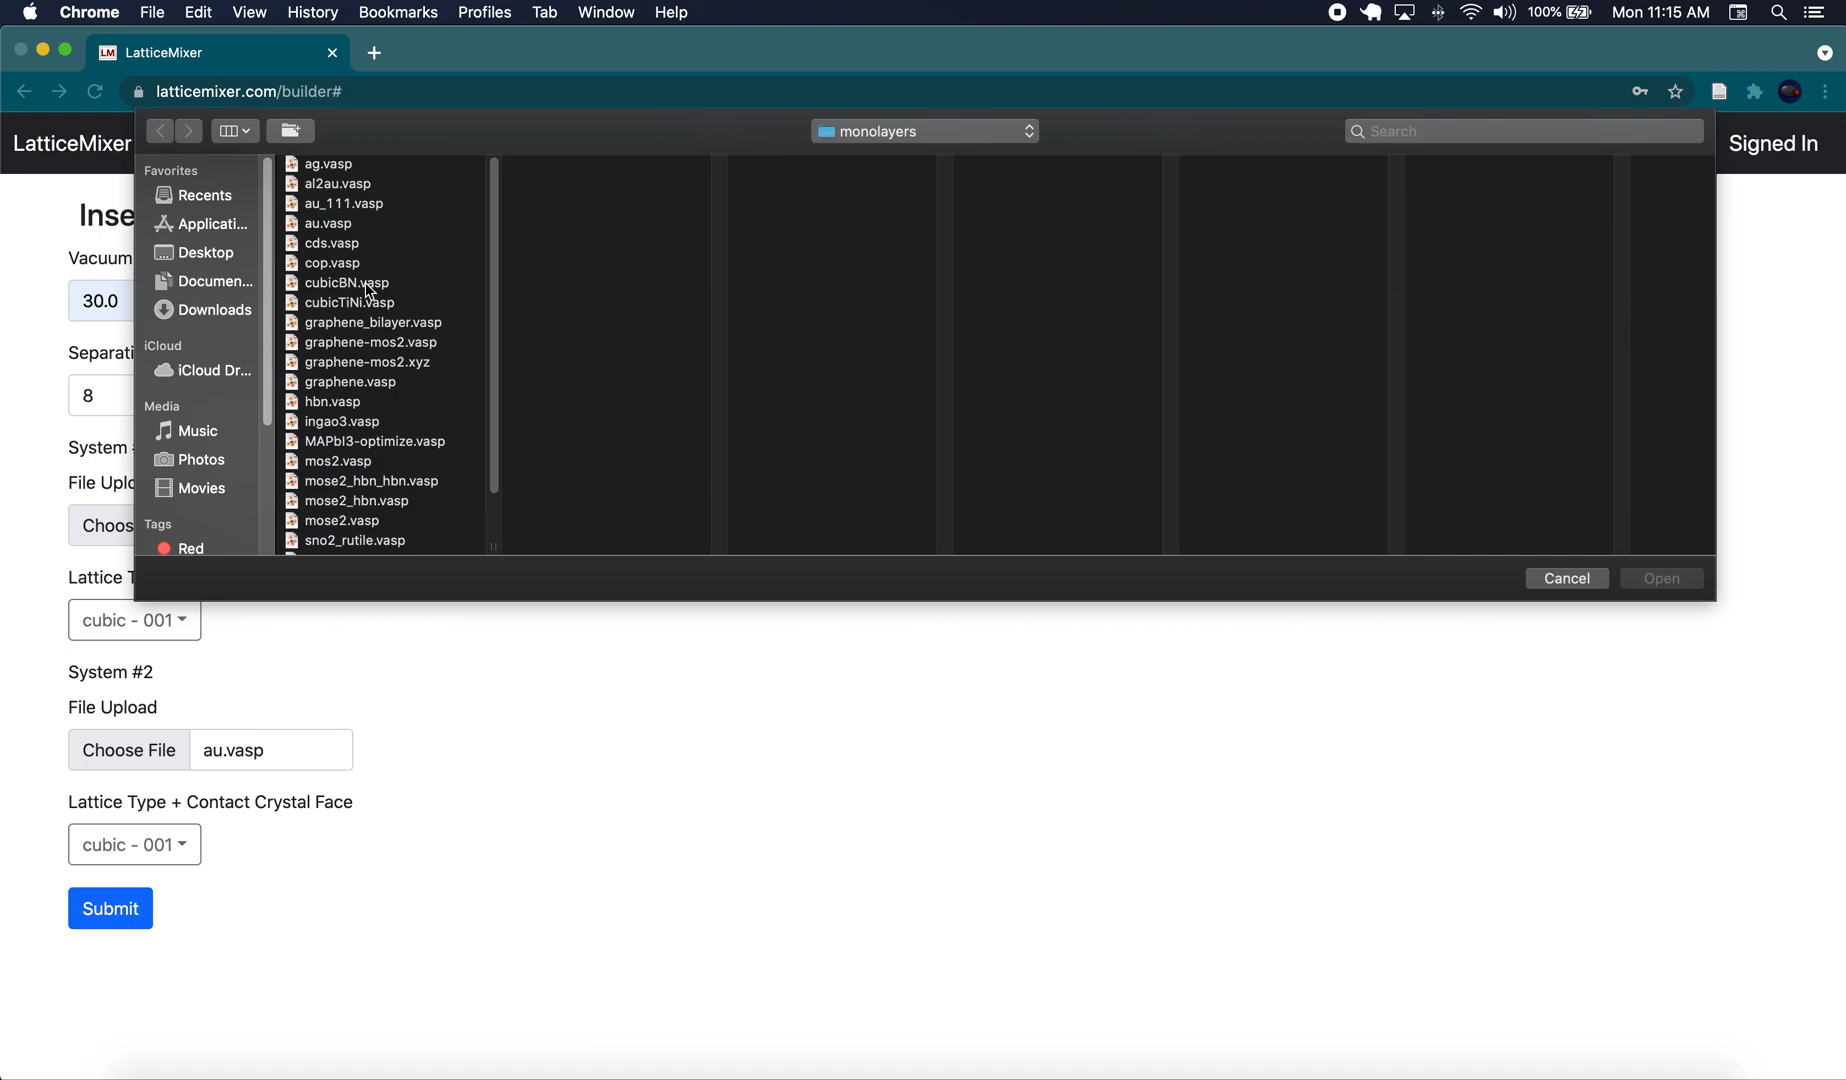 Chrome File Edit View History Bookmarks Profiles Tab Window Help 100% Mon 11:15 AM
LM LatticeMixer
latticemixer.com/builder#
monolayers
Search
LatticeMixer
Signed In
Favorites
Recents
Applicati...
Desktop
Documen...
Downloads
iCloud
iCloud Dr...
Media
Music
Photos
Movies
Tags
Red
ag.vasp
al2au.vasp
au_111.vasp
au.vasp
cds.vasp
cop.vasp
cubicBN.vasp
cubicTiNi.vasp
graphene_bilayer.vasp
graphene-mos2.vasp
graphene-mos2.xyz
graphene.vasp
hbn.vasp
ingao3.vasp
MAPbI3-optimize.vasp
mos2.vasp
mose2_hbn_hbn.vasp
mose2_hbn.vasp
mose2.vasp
sno2_rutile.vasp
Cancel
Open
Inse
Vacuum
30.0
Separati
8
System
File Uplo
Choos
Lattice T
cubic - 001
System #2
File Upload
Choose File au.vasp
Lattice Type + Contact Crystal Face
cubic - 001
Submit